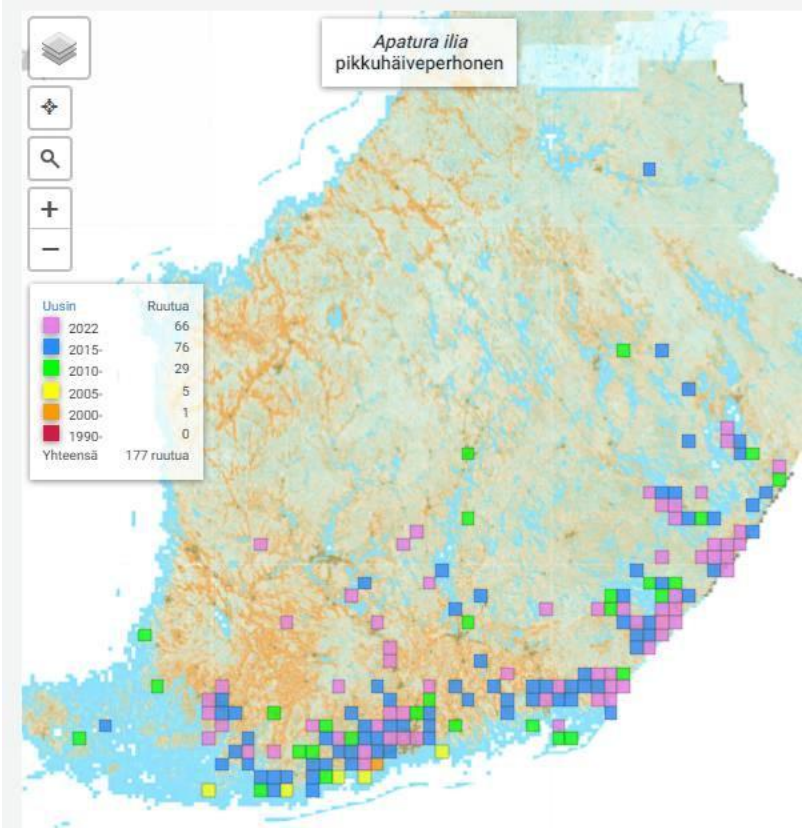 Apatura ilia
pikkuhäiveperhonen
+
−
Uusin Ruutua
2022 66
2015- 76
2010- 29
2005- 5
2000- 1
1990- 0
Yhteensä 177 ruutua